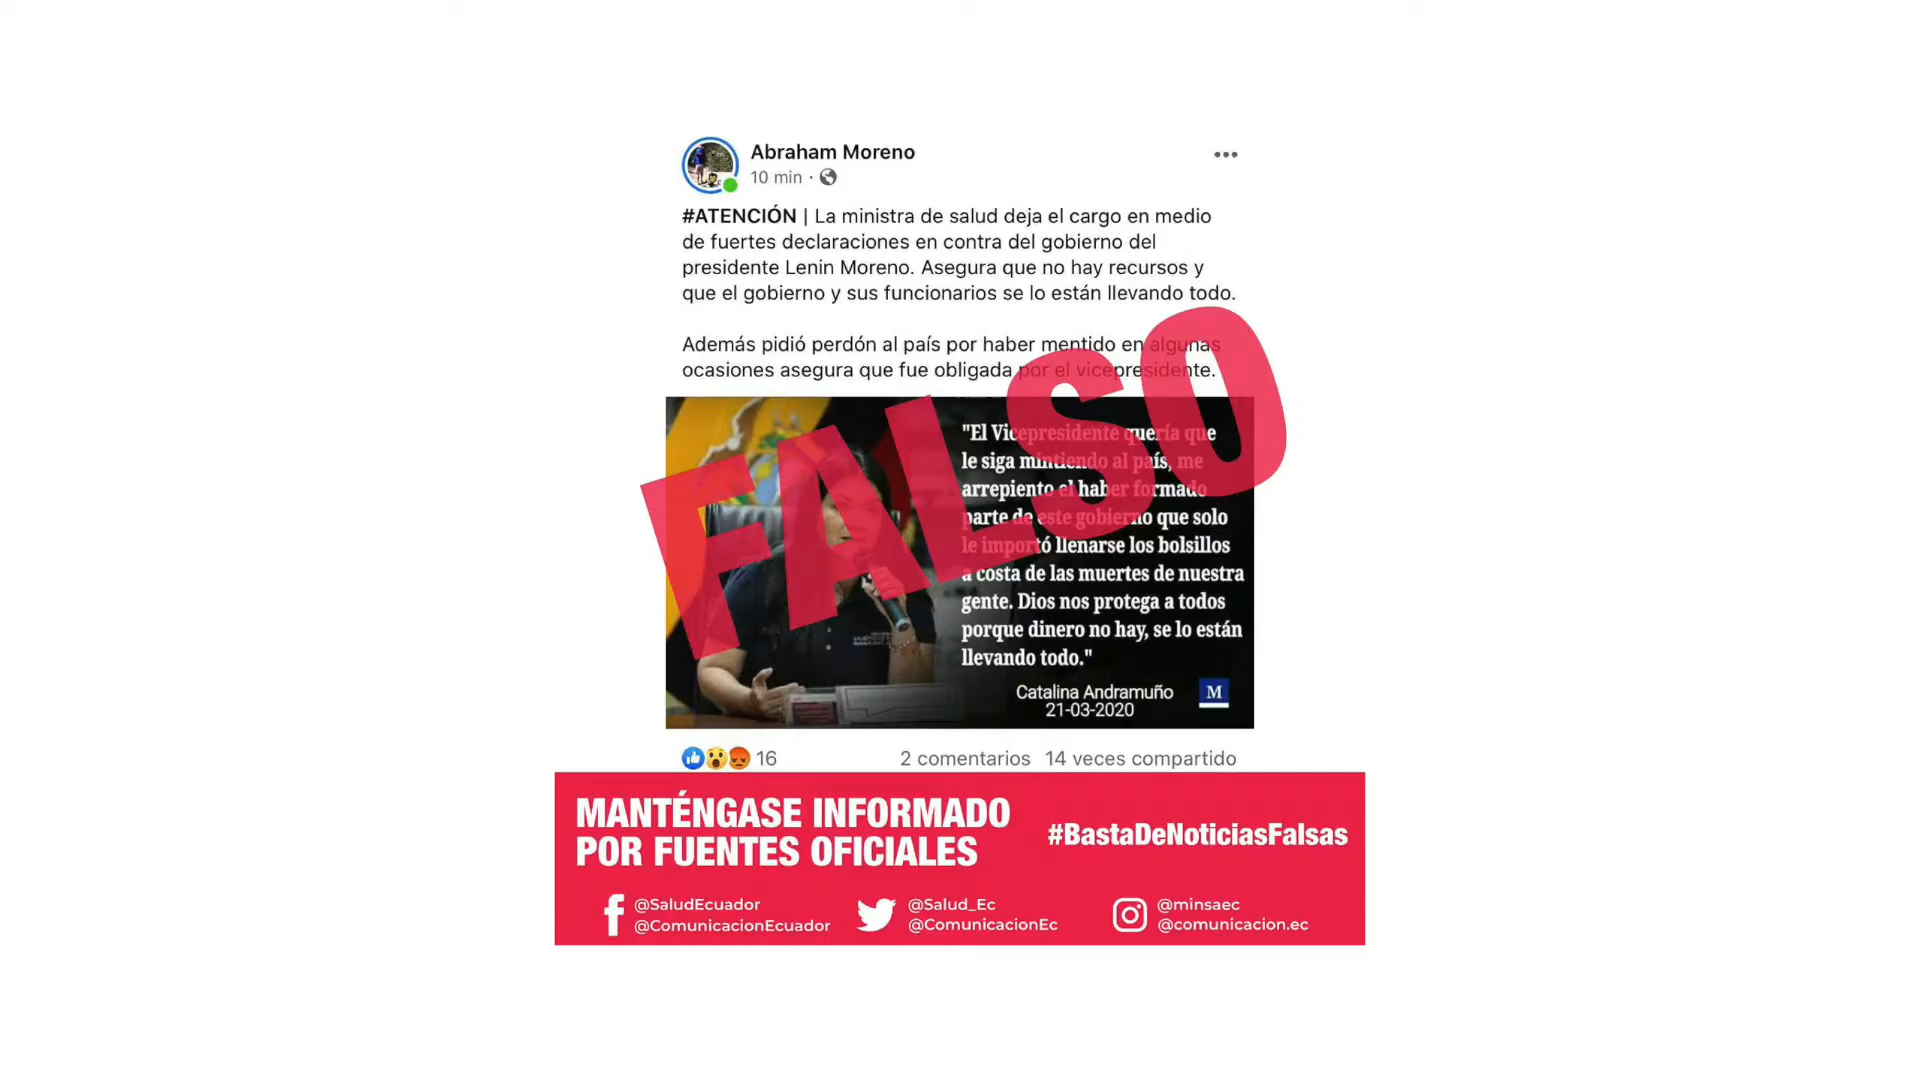 Abraham Moreno
10 min ·
#ATENCIÓN | La ministra de salud deja el cargo en medio
de fuertes declaraciones en contra del gobierno del
presidente Lenin Moreno. Asegura que no hay recursos y
que el gobierno y sus funcionarios se lo están llevando todo.
Además pidió perdón al país por haber mentido en algunas
ocasiones asegura que fue obligada por el vicepresidente.
FALSO
"El Vicepresidente quería que
le siga mintiendo al país, me
arrepiento el haber formado
parte de este gobierno que solo
le importó llenarse los bolsillos
a costa de las muertes de nuestra
gente. Dios nos protega a todos
porque dinero no hay, se lo están
llevando todo."
Catalina Andramuño
21-03-2020
M
16
2 comentarios 14 veces compartido
MANTÉNGASE INFORMADO
POR FUENTES OFICIALES
#BastaDeNoticiasFalsas
@SaludEcuador
@ComunicacionEcuador
@Salud_Ec
@ComunicacionEc
@minsaec
@comunicacion.ec